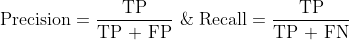 Precision = TP / TP + FP & Recall = TP / TP + FN